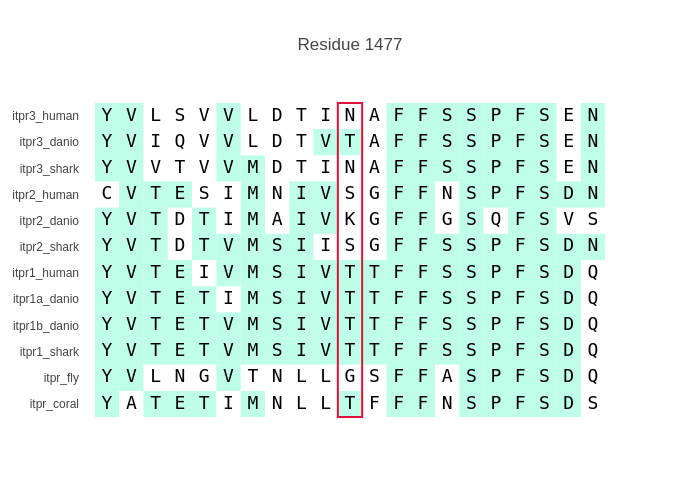 Residue 1477
itpr3_human Y V L S V V L D T I N A F F S S P F S E N
itpr3_danio Y V I Q V V L D T V T A F F S S P F S E N
itpr3_shark Y V V T V V M D T I N A F F S S P F S E N
itpr2_human C V T E S I M N I V S G F F N S P F S D N
itpr2_danio Y V T D T I M A I V K G F F G S Q F S V S
itpr2_shark Y V T D T V M S I I S G F F S S P F S D N
itpr1_human Y V T E I V M S I V T T F F S S P F S D Q
itpr1a_danio Y V T E T I M S I V T T F F S S P F S D Q
itpr1b_danio Y V T E T V M S I V T T F F S S P F S D Q
itpr1_shark Y V T E T V M S I V T T F F S S P F S D Q
itpr_fly Y V L N G V T N L L G S F F A S P F S D Q
itpr_coral Y A T E T I M N L L T F F F N S P F S D S